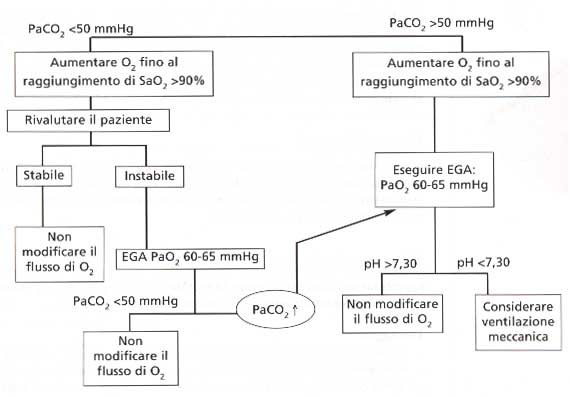 PaCO₂ <50 mmHg
PaCO₂ >50 mmHg
Aumentare O₂ fino al
raggiungimento di SaO₂ >90%
Aumentare O₂ fino al
raggiungimento di SaO₂ >90%
Rivalutare il paziente
Stabile
Instabile
Eseguire EGA:
PaO₂ 60-65 mmHg
Non
modificare il
flusso di O₂
EGA PaO₂ 60-65 mmHg
pH >7,30
pH <7,30
PaCO₂ <50 mmHg
PaCO₂ ↑
Non modificare
il flusso di O₂
Considerare
ventilazione
meccanica
Non
modificare il
flusso di O₂